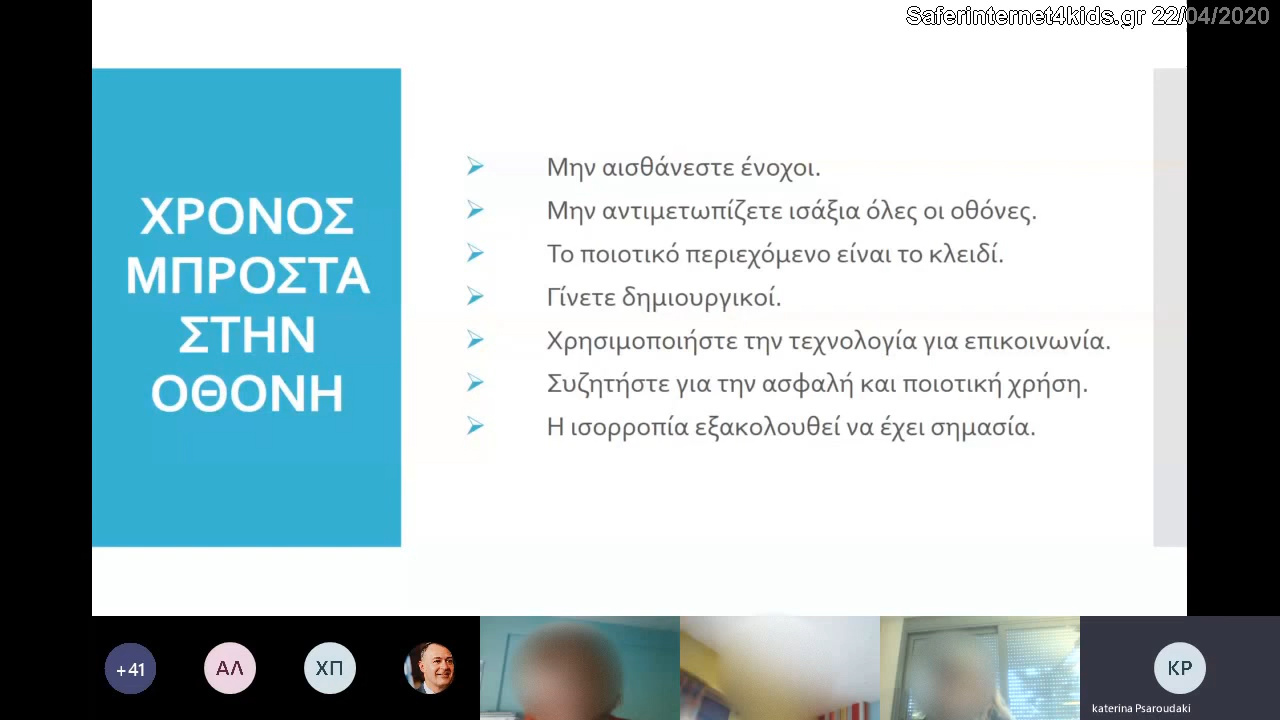 Saferinternet4kids.gr 22/04/2020
ΧΡΟΝΟΣ
ΜΠΡΟΣΤΑ
ΣΤΗΝ
ΟΘΟΝΗ
Μην αισθάνεστε ένοχοι.
Μην αντιμετωπίζετε ισάξια όλες οι οθόνες.
Το ποιοτικό περιεχόμενο είναι το κλειδί.
Γίνετε δημιουργικοί.
Χρησιμοποιήστε την τεχνολογία για επικοινωνία.
Συζητήστε για την ασφαλή και ποιοτική χρήση.
Η ισορροπία εξακολουθεί να έχει σημασία.
+41
ΑΛ
ΧΠ
KP
katerina Psaroudaki